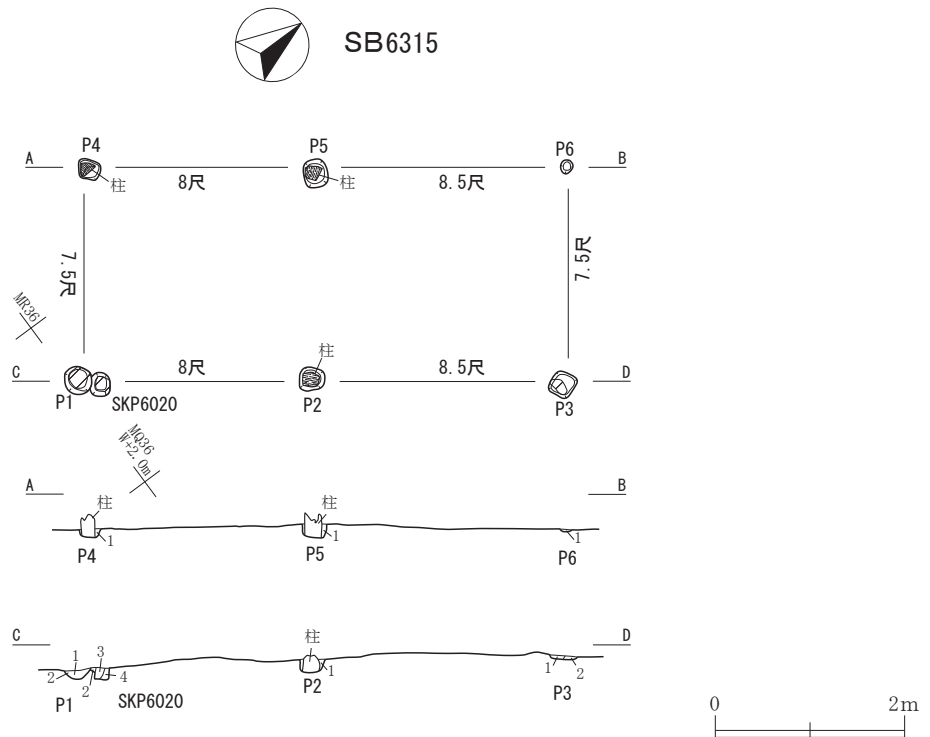 SB6315
P4 P5 P6
A B
柱 8尺 柱 8.5尺
7.5尺 7.5尺
MR36
柱
C 8尺 8.5尺 D
P1 SKP6020 P2 P3
MQ36
W+2.0m
A B
柱 柱
1 1 1
P4 P5 P6
C D
柱
1 3
2 2 4 1 1 2
P1 SKP6020 P2 P3
0 2m